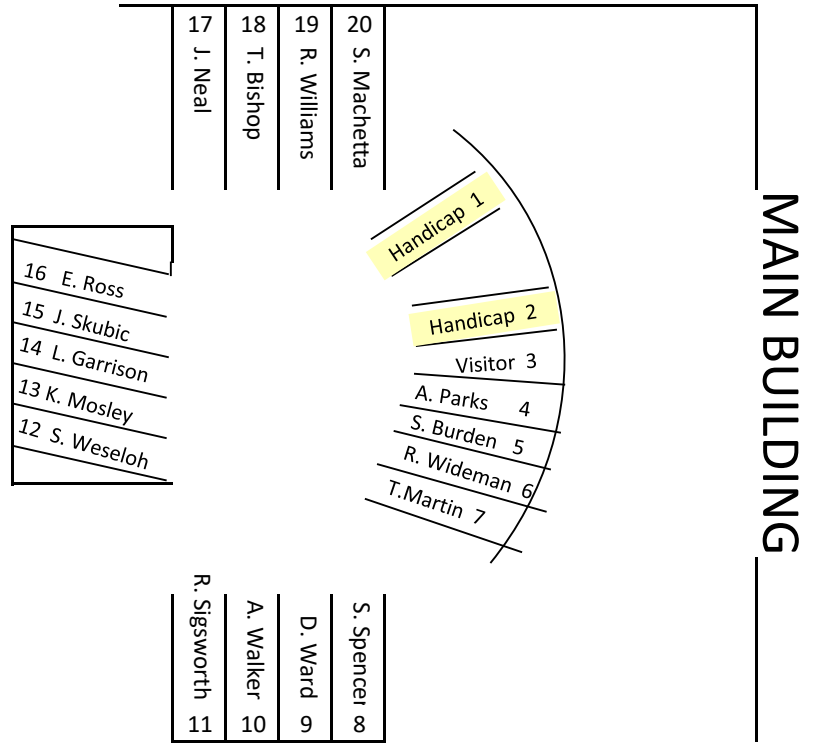 17 J. Neal
18 T. Bishop
19 R. Williams
20 S. Machetta
Handicap 1
Handicap 2
Visitor 3
A. Parks 4
S. Burden 5
R. Wideman 6
T.Martin 7
MAIN BUILDING
16 E. Ross
15 J. Skubic
14 L. Garrison
13 K. Mosley
12 S. Weseloh
R. Sigsworth 11
A. Walker 10
D. Ward 9
S. Spencer 8